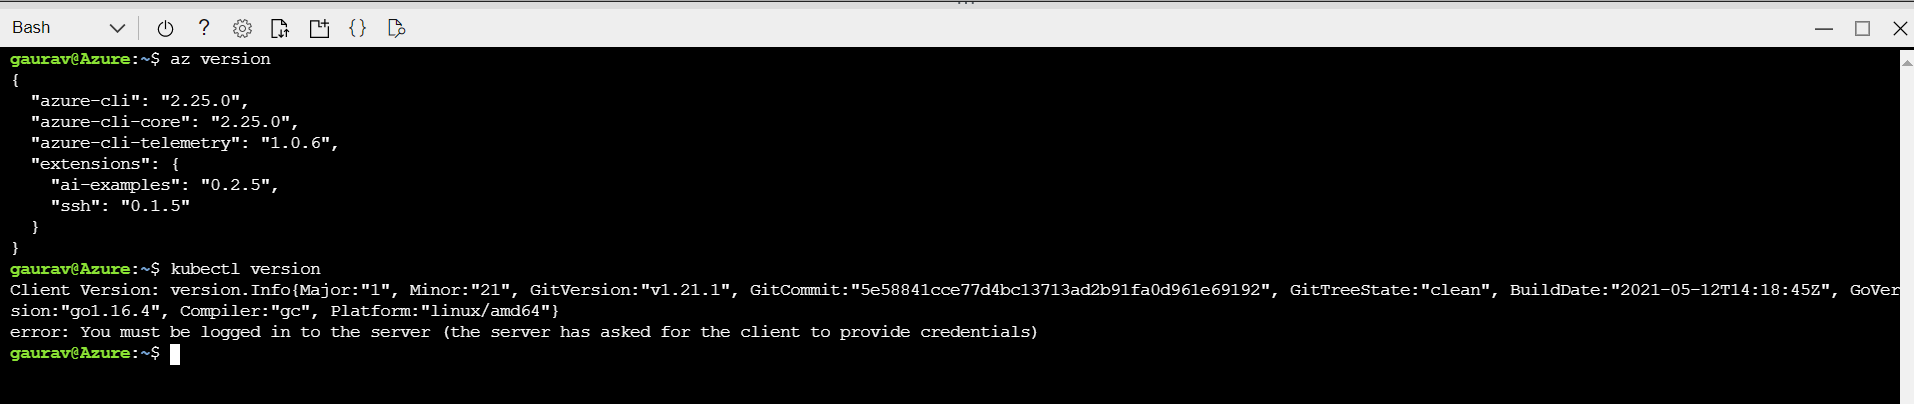 Bash
gaurav@Azure:~$ az version
{
  "azure-cli": "2.25.0",
  "azure-cli-core": "2.25.0",
  "azure-cli-telemetry": "1.0.6",
  "extensions": {
    "ai-examples": "0.2.5",
    "ssh": "0.1.5"
  }
}
gaurav@Azure:~$ kubectl version
Client Version: version.Info{Major:"1", Minor:"21", GitVersion:"v1.21.1", GitCommit:"5e58841cce77d4bc13713ad2b91fa0d961e69192", GitTreeState:"clean", BuildDate:"2021-05-12T14:18:45Z", GoVer
sion:"go1.16.4", Compiler:"gc", Platform:"linux/amd64"}
error: You must be logged in to the server (the server has asked for the client to provide credentials)
gaurav@Azure:~$